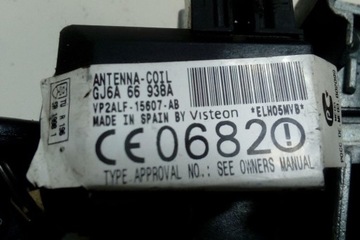 ANTENNA-COIL
GJ6A 66 938A
VP2ALF-15607-AB
MADE IN SPAIN BY Visteon *ELH05MVB*
CE0682!
TYPE APPROVAL NO.: SEE OWNERS MANUAL